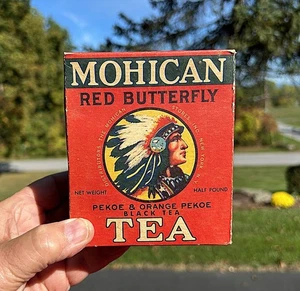 MOHICAN
RED BUTTERFLY
NET WEIGHT
HALF POUND
PEKOE & ORANGE PEKOE
BLACK TEA
TEA